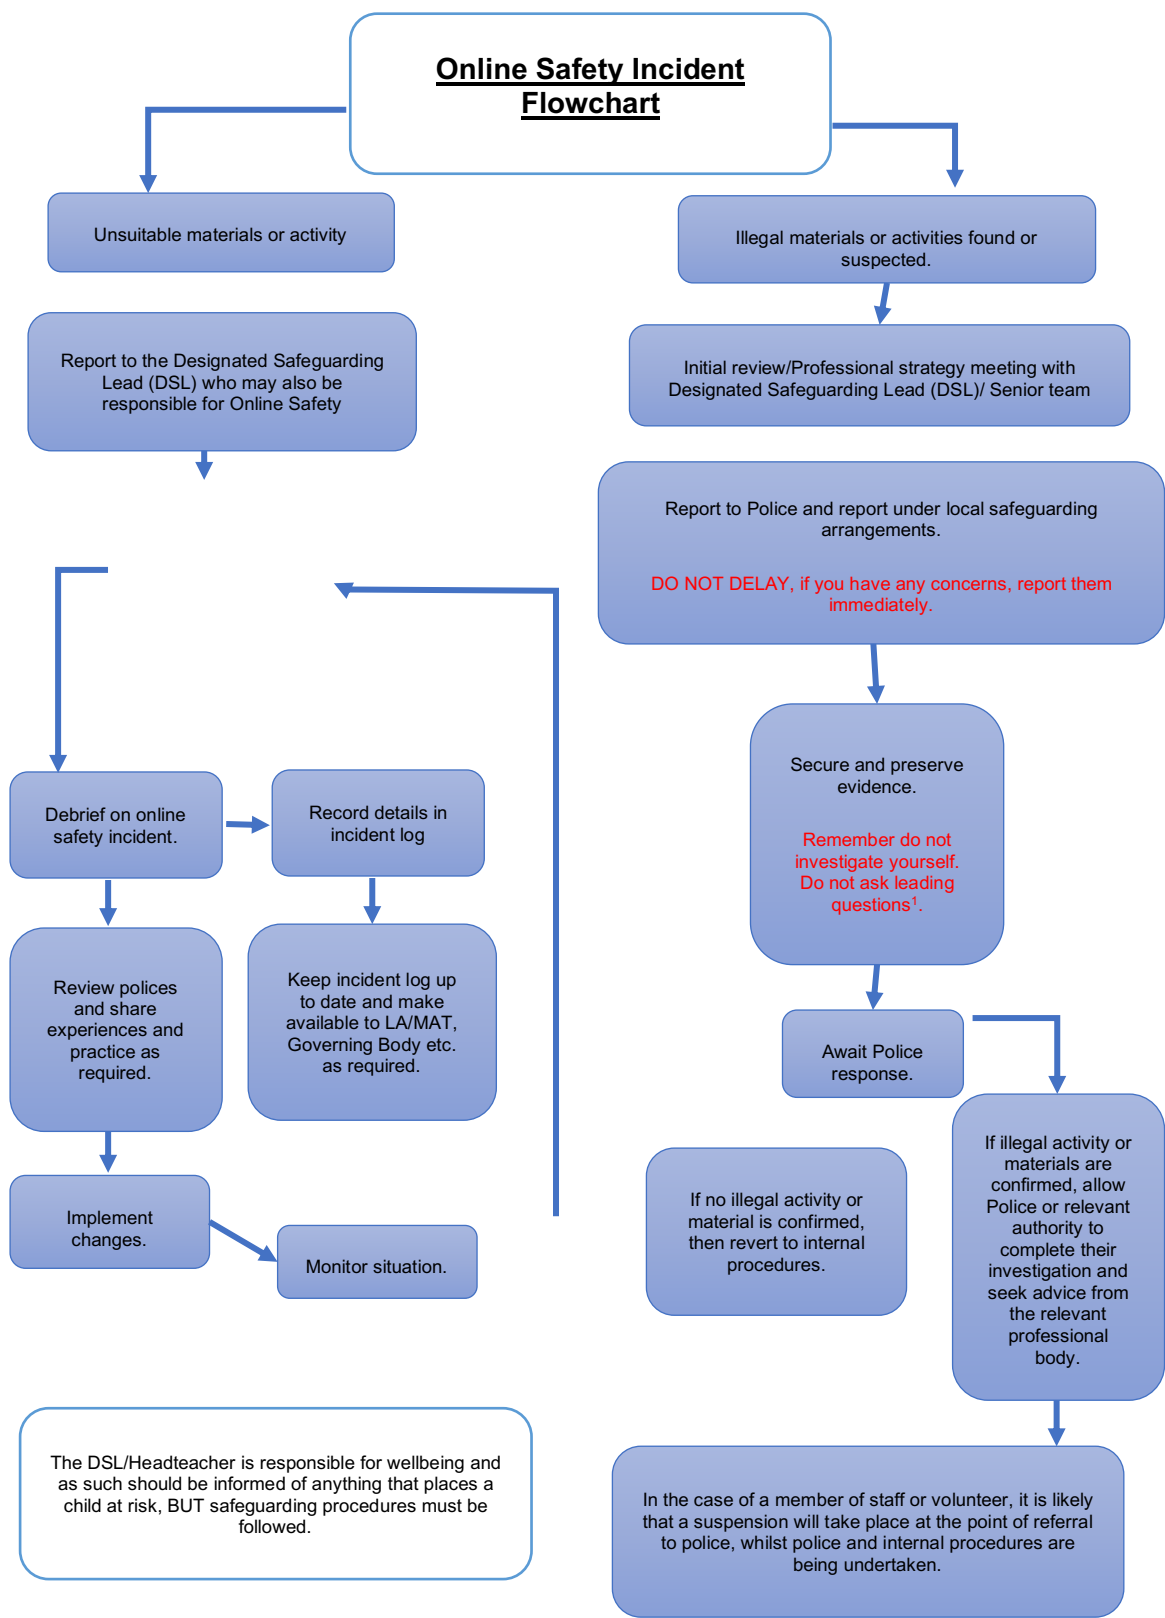 Online Safety Incident
Flowchart
Unsuitable materials or activity
Illegal materials or activities found or
suspected.
Report to the Designated Safeguarding
Lead (DSL) who may also be
responsible for Online Safety
Initial review/Professional strategy meeting with
Designated Safeguarding Lead (DSL)/ Senior team
Report to Police and report under local safeguarding
arrangements.
DO NOT DELAY, if you have any concerns, report them
immediately.
Secure and preserve
evidence.
Remember do not
investigate yourself.
Do not ask leading
questions¹.
Debrief on online
safety incident.
Record details in
incident log
Review polices
and share
experiences and
practice as
required.
Keep incident log up
to date and make
available to LA/MAT,
Governing Body etc.
as required.
Await Police
response.
If illegal activity or
materials are
confirmed, allow
Police or relevant
authority to
complete their
investigation and
seek advice from
the relevant
professional
body.
If no illegal activity or
material is confirmed,
then revert to internal
procedures.
Implement
changes.
Monitor situation.
The DSL/Headteacher is responsible for wellbeing and
as such should be informed of anything that places a
child at risk, BUT safeguarding procedures must be
followed.
In the case of a member of staff or volunteer, it is likely
that a suspension will take place at the point of referral
to police, whilst police and internal procedures are
being undertaken.